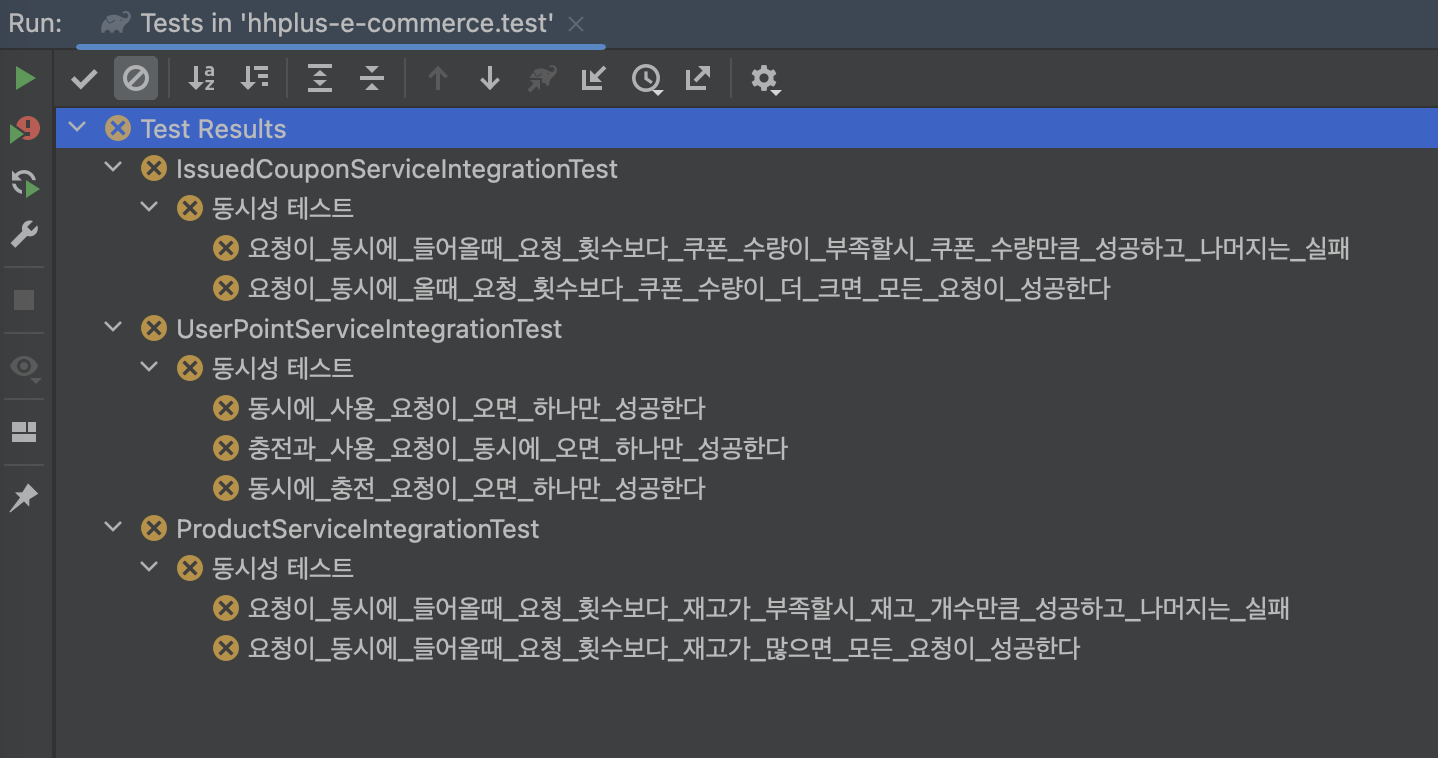 Run: Tests in 'hhplus-e-commerce.test'
Test Results
IssuedCouponServiceIntegrationTest
동시성 테스트
요청이_동시에_들어올때_요청_횟수보다_쿠폰_수량이_부족할시_쿠폰_수량만큼_성공하고_나머지는_실패
요청이_동시에_올때_요청_횟수보다_쿠폰_수량이_더_크면_모든_요청이_성공한다
UserPointServiceIntegrationTest
동시성 테스트
동시에_사용_요청이_오면_하나만_성공한다
충전과_사용_요청이_동시에_오면_하나만_성공한다
동시에_충전_요청이_오면_하나만_성공한다
ProductServiceIntegrationTest
동시성 테스트
요청이_동시에_들어올때_요청_횟수보다_재고가_부족할시_재고_개수만큼_성공하고_나머지는_실패
요청이_동시에_들어올때_요청_횟수보다_재고가_많으면_모든_요청이_성공한다